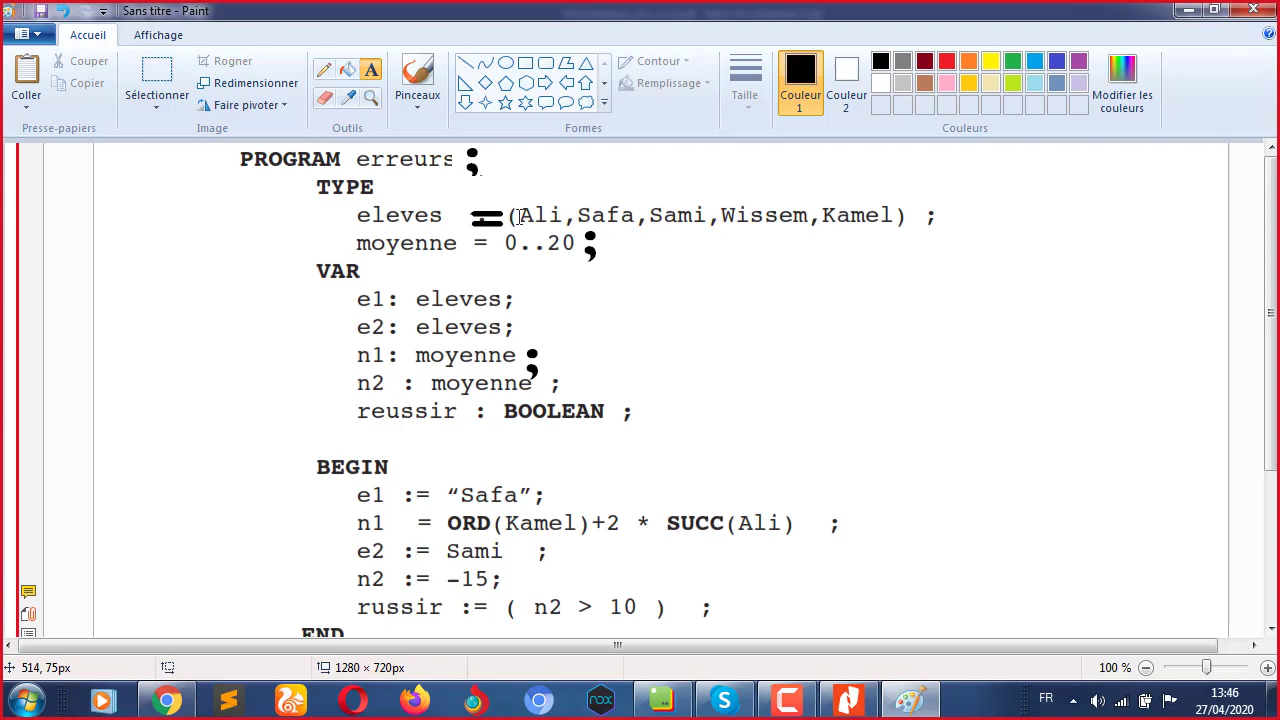 Sans titre - Paint
Accueil Affichage
Coller
Couper
Copier
Presse-papiers
Sélectionner
Rogner
Redimensionner
Faire pivoter
Image
A
Outils
Pinceaux
Contour
Remplissage
Formes
Taille
Couleur 1
Couleur 2
Modifier les couleurs
Couleurs
PROGRAM erreurs ;
TYPE
eleves = (Ali,Safa,Sami,Wissem,Kamel) ;
moyenne = 0..20 ;
VAR
e1: eleves;
e2: eleves;
n1: moyenne ;
n2 : moyenne ;
reussir : BOOLEAN ;
BEGIN
e1 := “Safa”;
n1 = ORD(Kamel)+2 * SUCC(Ali) ;
e2 := Sami ;
n2 := -15;
russir := ( n2 > 10 ) ;
END
514, 75px
1280 × 720px
100 %
nox
S
FR
13:46
27/04/2020